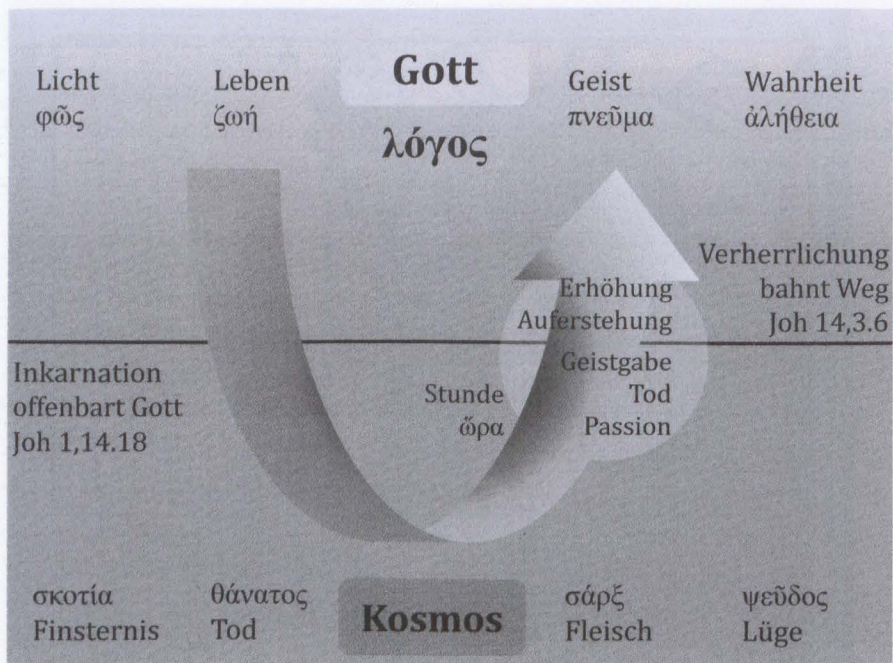 Licht
φῶς
Leben
ζωή
Gott
λόγος
Geist
πνεῦμα
Wahrheit
ἀλήθεια
Verherrlichung
bahnt Weg
Joh 14,3.6
Erhöhung
Auferstehung
Inkarnation
offenbart Gott
Joh 1,14.18
Stunde
ὥρα
Geistgabe
Tod
Passion
σκοτία
Finsternis
θάνατος
Tod
Kosmos
σάρξ
Fleisch
ψεῦδος
Lüge